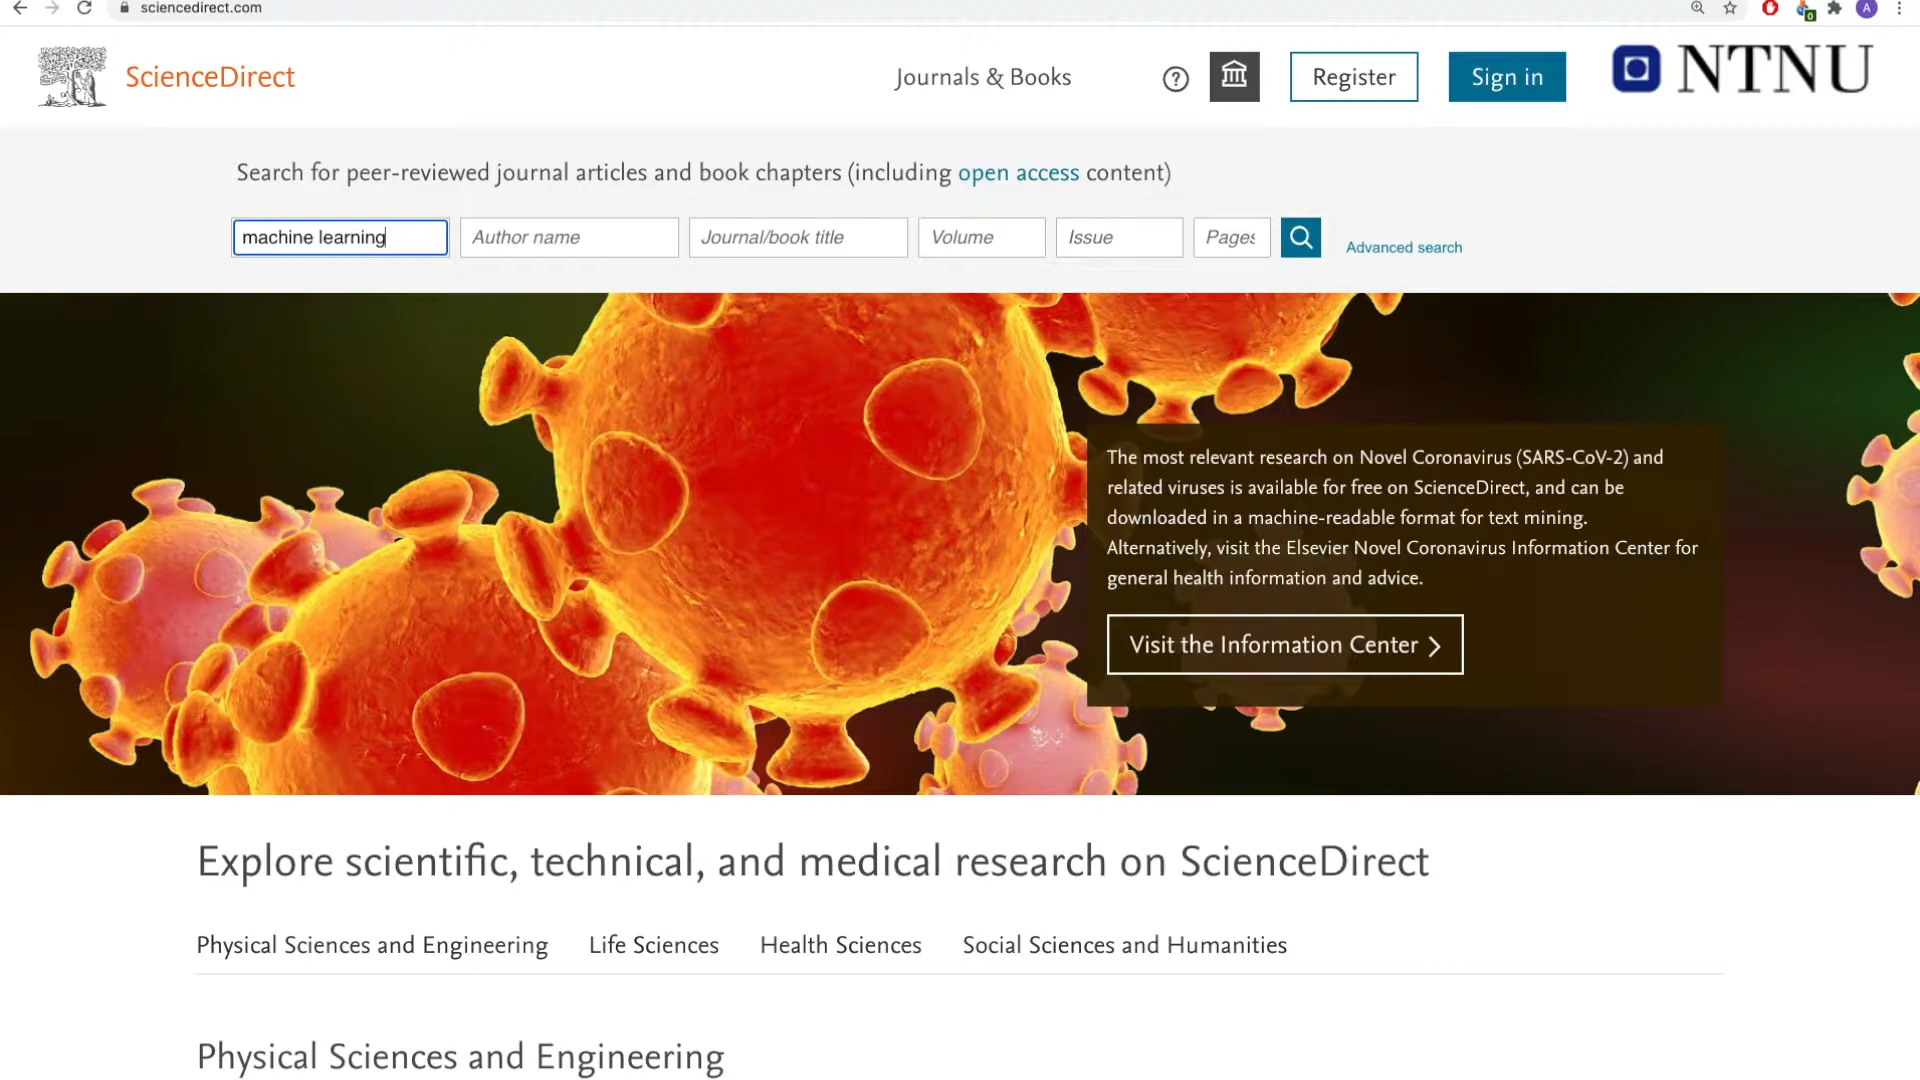 sciencedirect.com
A
0
ScienceDirect
Journals & Books
?
Register
Sign in
NTNU
Search for peer-reviewed journal articles and book chapters (including open access content)
machine learning
Author name
Journal/book title
Volume
Issue
Pages
Advanced search
The most relevant research on Novel Coronavirus (SARS-CoV-2) and
related viruses is available for free on ScienceDirect, and can be
downloaded in a machine-readable format for text mining.
Alternatively, visit the Elsevier Novel Coronavirus Information Center for
general health information and advice.
Visit the Information Center
Explore scientific, technical, and medical research on ScienceDirect
Physical Sciences and Engineering
Life Sciences
Health Sciences
Social Sciences and Humanities
Physical Sciences and Engineering